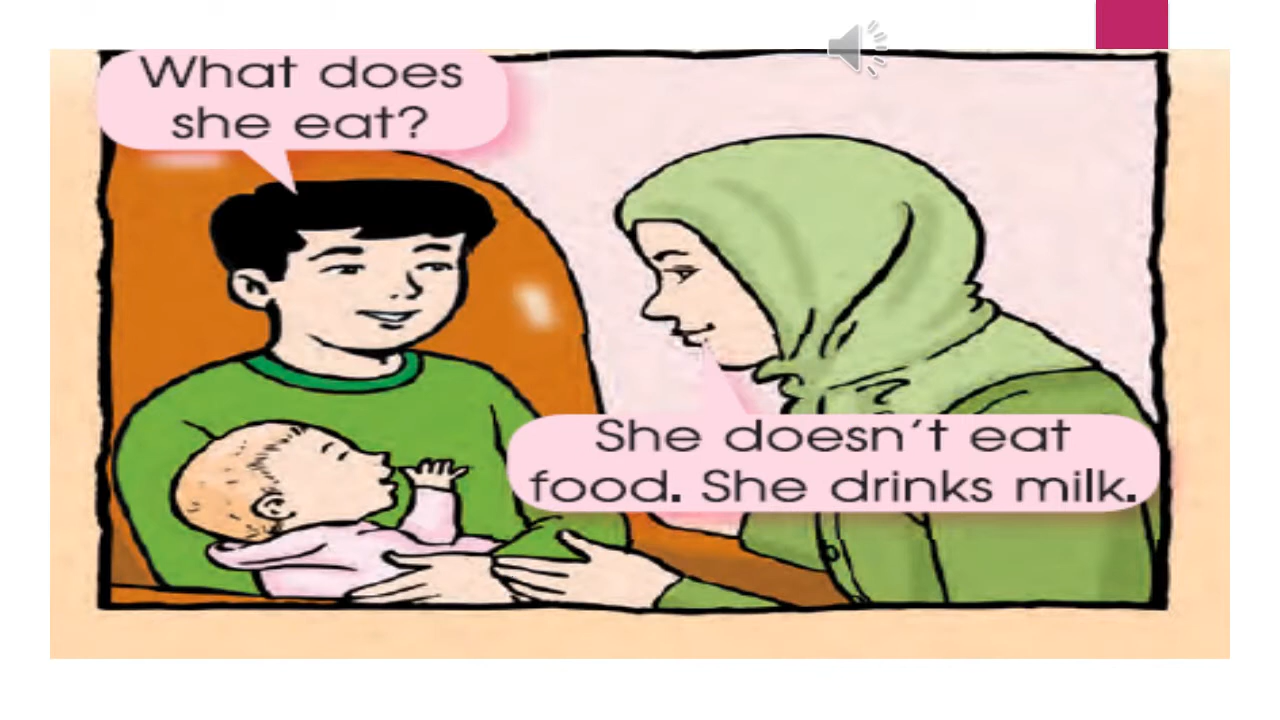 What does
she eat?
She doesn't eat
food. She drinks milk.